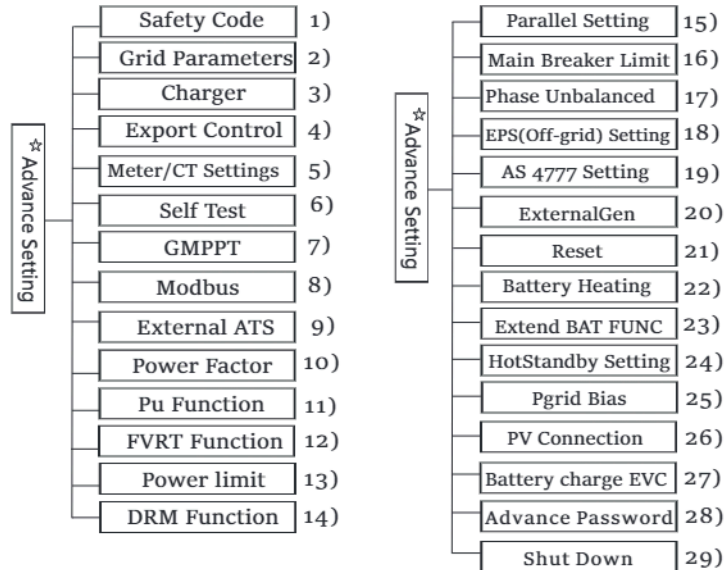 ☆ Advance Setting
Safety Code 1)
Grid Parameters 2)
Charger 3)
Export Control 4)
Meter/CT Settings 5)
Self Test 6)
GMPPT 7)
Modbus 8)
External ATS 9)
Power Factor 10)
Pu Function 11)
FVRT Function 12)
Power limit 13)
DRM Function 14)
☆ Advance Setting
Parallel Setting 15)
Main Breaker Limit 16)
Phase Unbalanced 17)
EPS(Off-grid) Setting 18)
AS 4777 Setting 19)
ExternalGen 20)
Reset 21)
Battery Heating 22)
Extend BAT FUNC 23)
HotStandby Setting 24)
Pgrid Bias 25)
PV Connection 26)
Battery charge EVC 27)
Advance Password 28)
Shut Down 29)